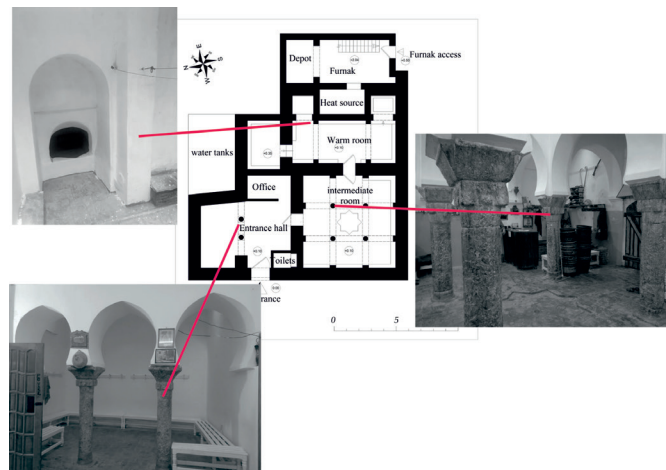 N
E
S
W
Depot
Furnak
Furnak access
Heat source
water tanks
Warm room
Office
intermediate
room
Entrance hall
Toilets
rance
0
5